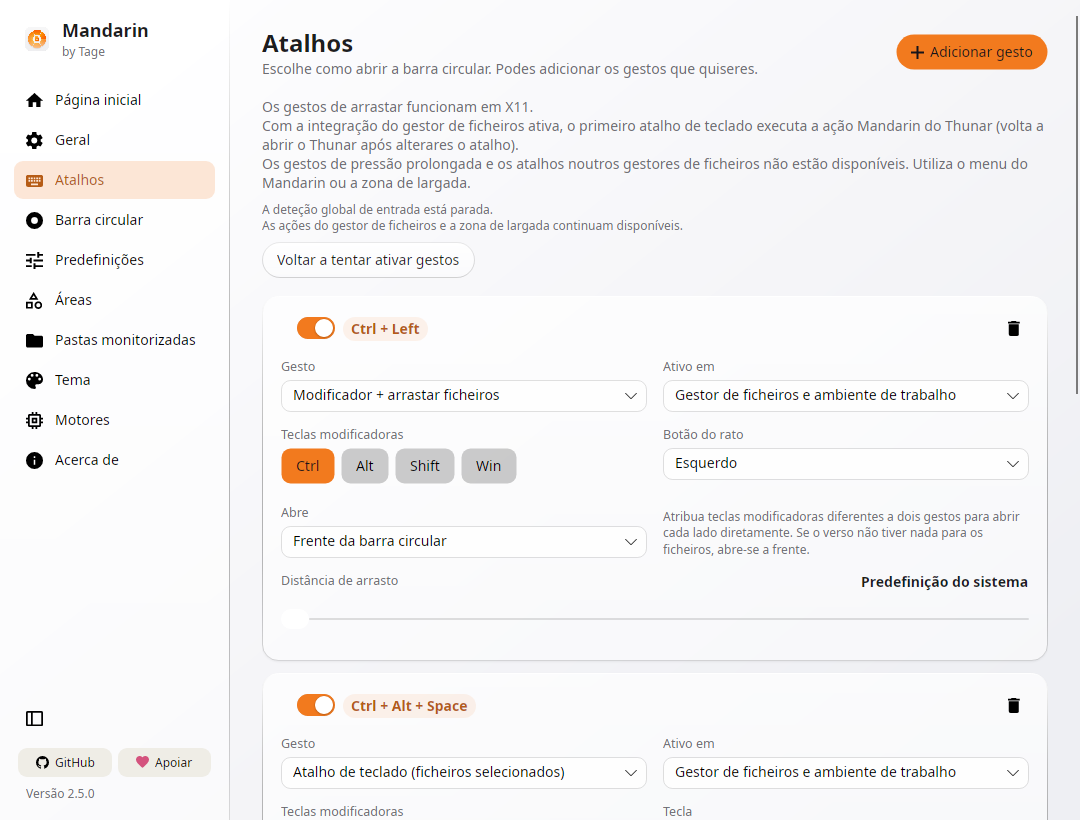 Mandarin
by Tage
Página inicial
Geral
Atalhos
Barra circular
Predefinições
Áreas
Pastas monitorizadas
Tema
Motores
Acerca de
GitHub
Apoiar
Versão 2.5.0
Atalhos
Escolhe como abrir a barra circular. Podes adicionar os gestos que quiseres.
Adicionar gesto
Os gestos de arrastar funcionam em X11.
Com a integração do gestor de ficheiros ativa, o primeiro atalho de teclado executa a ação Mandarin do Thunar (volta a
abrir o Thunar após alterares o atalho).
Os gestos de pressão prolongada e os atalhos noutros gestores de ficheiros não estão disponíveis. Utiliza o menu do
Mandarin ou a zona de largada.
A deteção global de entrada está parada.
As ações do gestor de ficheiros e a zona de largada continuam disponíveis.
Voltar a tentar ativar gestos
Ctrl + Left
Gesto
Ativo em
Modificador + arrastar ficheiros
Gestor de ficheiros e ambiente de trabalho
Teclas modificadoras
Botão do rato
Ctrl
Alt
Shift
Win
Esquerdo
Abre
Frente da barra circular
Atribua teclas modificadoras diferentes a dois gestos para abrir
cada lado diretamente. Se o verso não tiver nada para os
ficheiros, abre-se a frente.
Distância de arrasto
Predefinição do sistema
Ctrl + Alt + Space
Gesto
Ativo em
Atalho de teclado (ficheiros selecionados)
Gestor de ficheiros e ambiente de trabalho
Teclas modificadoras
Tecla